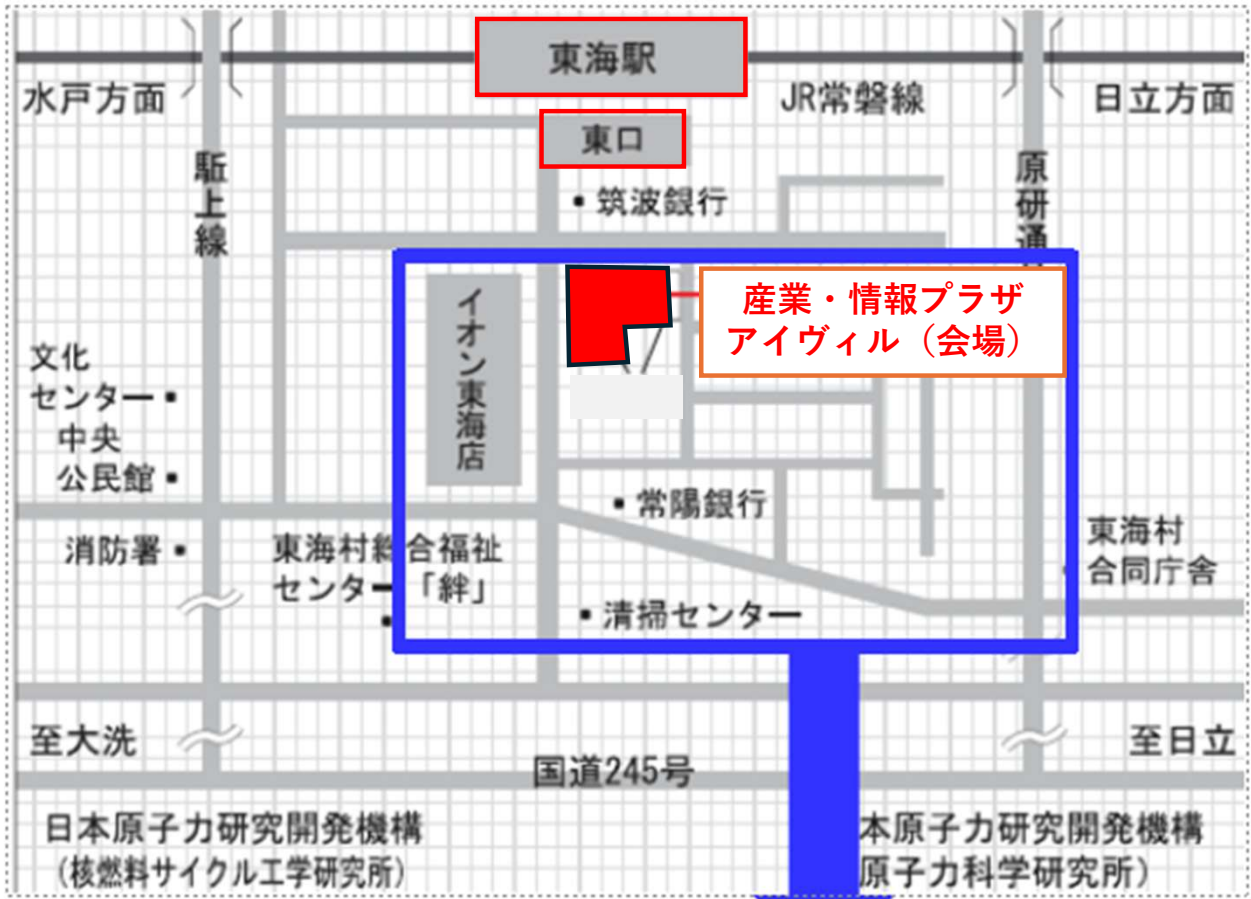 東海駅
水戸方面
JR常磐線
日立方面
東口
駈上線
原研通
筑波銀行
産業・情報プラザ
アイヴィル（会場）
イオン東海店
文化
センター
中央
公民館
常陽銀行
消防署
東海村総合福祉
センター「絆」
東海村
合同庁舎
清掃センター
至大洗
至日立
国道245号
日本原子力研究開発機構
（核燃料サイクル工学研究所）
本原子力研究開発機構
原子力科学研究所）